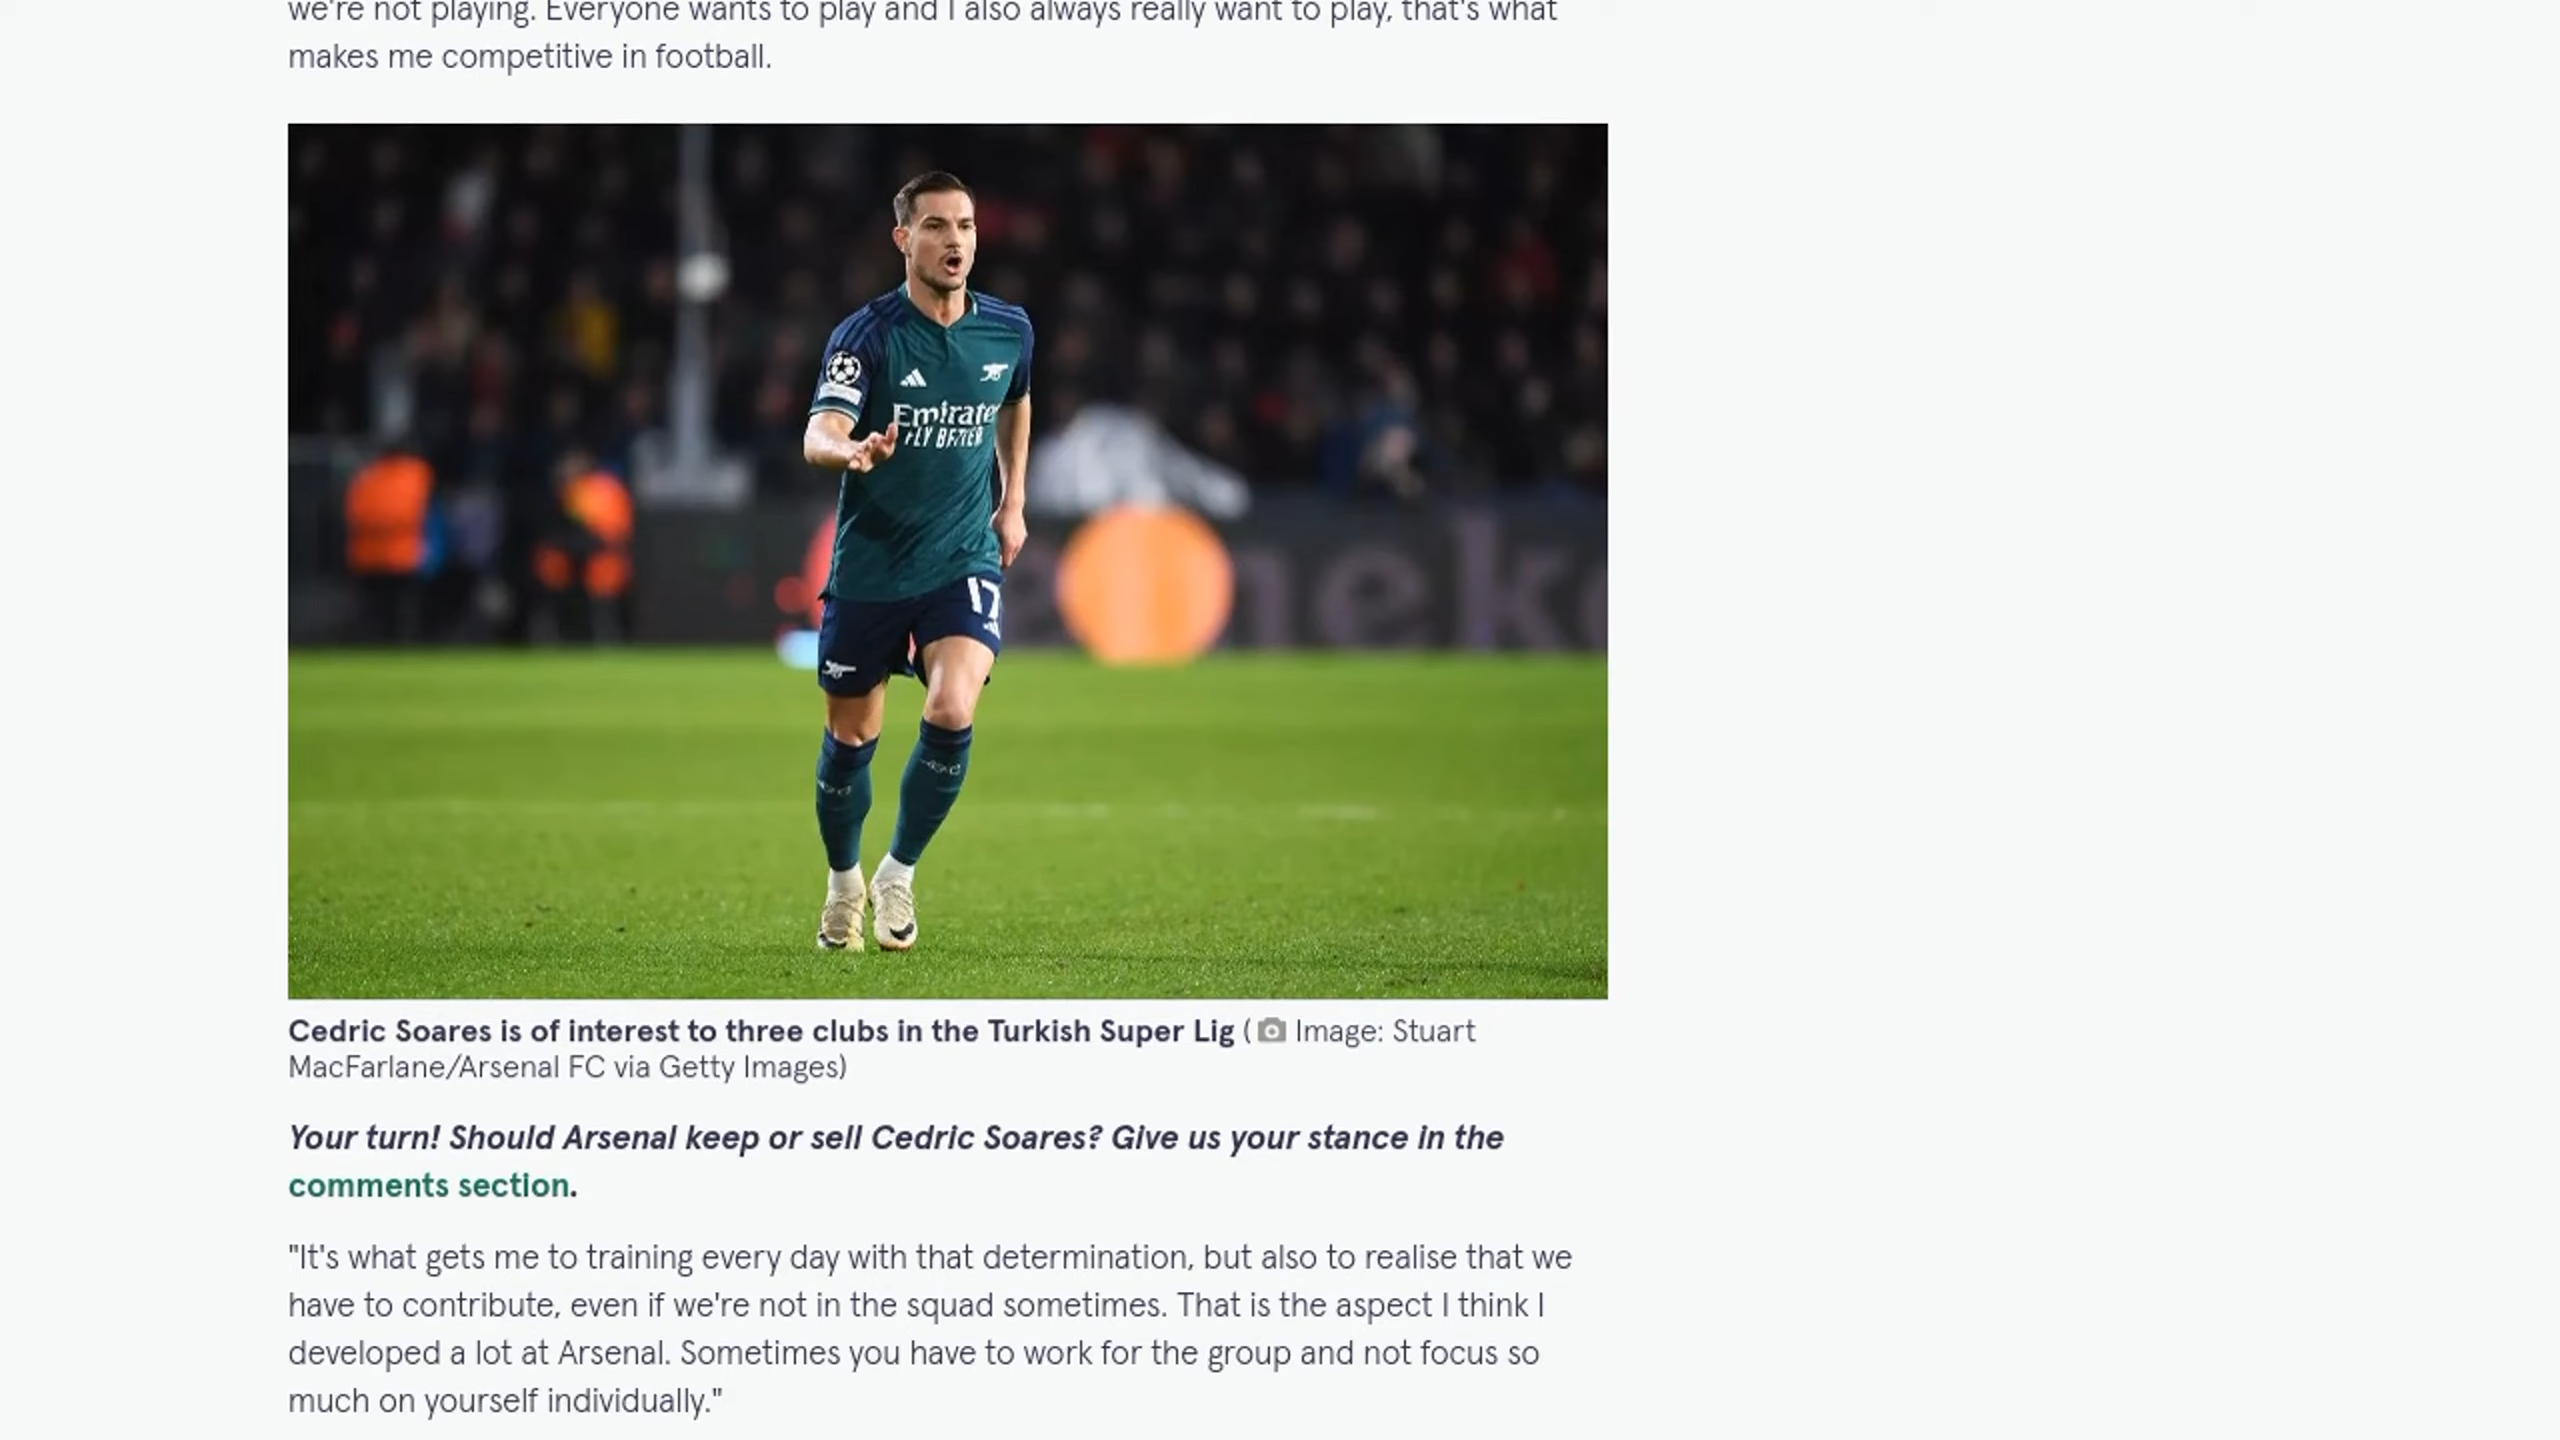 we're not playing. Everyone wants to play and I also always really want to play, that's what
makes me competitive in football.
Emirates
FLY BETTER
17
nek
Cedric Soares is of interest to three clubs in the Turkish Super Lig ( Image: Stuart
MacFarlane/Arsenal FC via Getty Images)
Your turn! Should Arsenal keep or sell Cedric Soares? Give us your stance in the
comments section.
"It's what gets me to training every day with that determination, but also to realise that we
have to contribute, even if we're not in the squad sometimes. That is the aspect I think I
developed a lot at Arsenal. Sometimes you have to work for the group and not focus so
much on yourself individually."